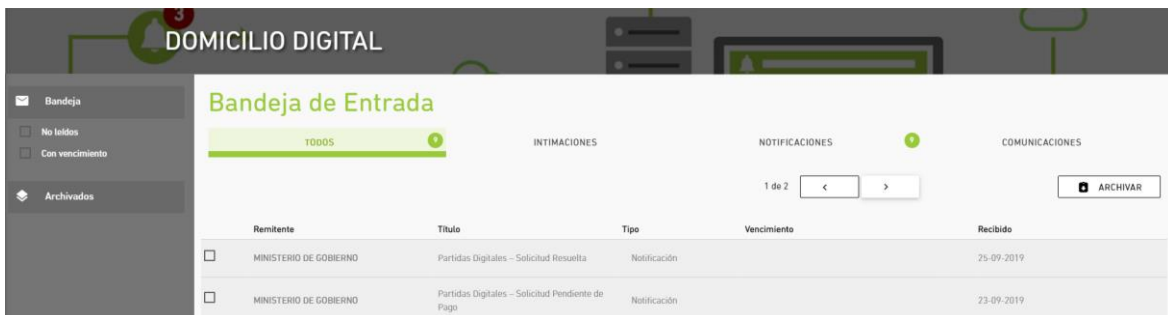 3
DOMICILIO DIGITAL
Bandeja
No leídos
Con vencimiento
Archivados
Bandeja de Entrada
TODOS
INTIMACIONES
NOTIFICACIONES
COMUNICACIONES
1 de 2 < >
ARCHIVAR
Remitente Título Tipo Vencimiento Recibido
MINISTERIO DE GOBIERNO Partidas Digitales – Solicitud Resuelta Notificación 25-09-2019
MINISTERIO DE GOBIERNO Partidas Digitales – Solicitud Pendiente de Notificación 23-09-2019
Pago